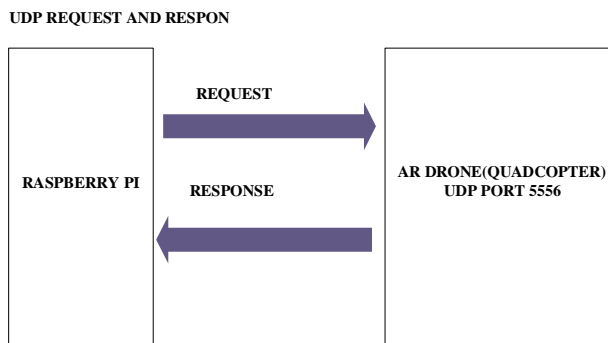 UDP REQUEST AND RESPON
REQUEST
RASPBERRY PI
RESPONSE
AR DRONE(QUADCOPTER)
UDP PORT 5556